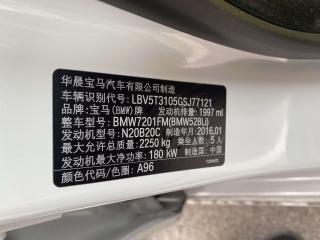 华晨宝马汽车有限公司制造
车辆识别代号: LBV5T3105GSJ77121
品牌: 宝马(BMW)牌 发动机排量: 1997 ml
整车型号: BMW7201FM(BMW528Li)
发动机型号: N20B20C 制造年月: 2016.01
最大允许总质量: 2250 kg 乘坐人数: 5 人
发动机最大净功率: 180 kW 制造国: 中国
颜色代码/色圈: A96